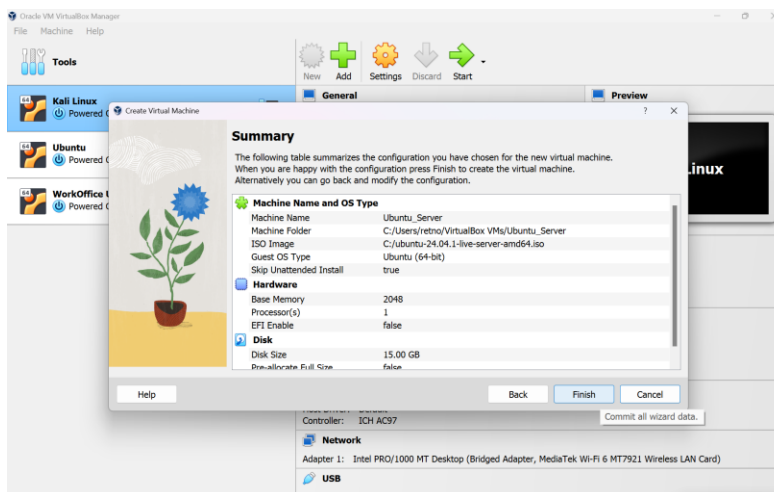 Oracle VM VirtualBox Manager
File Machine Help
Tools
New Add Settings Discard Start
64 Kali Linux
Powered
General
Preview
Create Virtual Machine
64 Ubuntu
Powered
64 WorkOffice
Powered
inux
Summary
The following table summarizes the configuration you have chosen for the new virtual machine.
When you are happy with the configuration press Finish to create the virtual machine.
Alternatively you can go back and modify the configuration.
Machine Name and OS Type
Machine Name Ubuntu_Server
Machine Folder C:/Users/retno/VirtualBox VMs/Ubuntu_Server
ISO Image C:/ubuntu-24.04.1-live-server-amd64.iso
Guest OS Type Ubuntu (64-bit)
Skip Unattended Install true
Hardware
Base Memory 2048
Processor(s) 1
EFI Enable false
Disk
Disk Size 15.00 GB
Pre-allocate Full Size false
Help Back Finish Cancel
Commit all wizard data.
Controller: ICH AC97
Network
Adapter 1: Intel PRO/1000 MT Desktop (Bridged Adapter, MediaTek Wi-Fi 6 MT7921 Wireless LAN Card)
USB